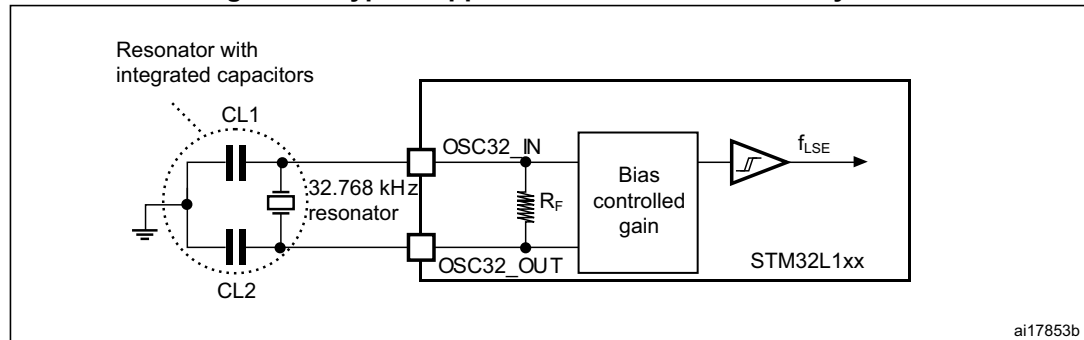 Resonator with
integrated capacitors
CL1
OSC32_IN
fLSE
32.768 kHz
resonator
RF
Bias
controlled
gain
OSC32_OUT
STM32L1xx
CL2
ai17853b